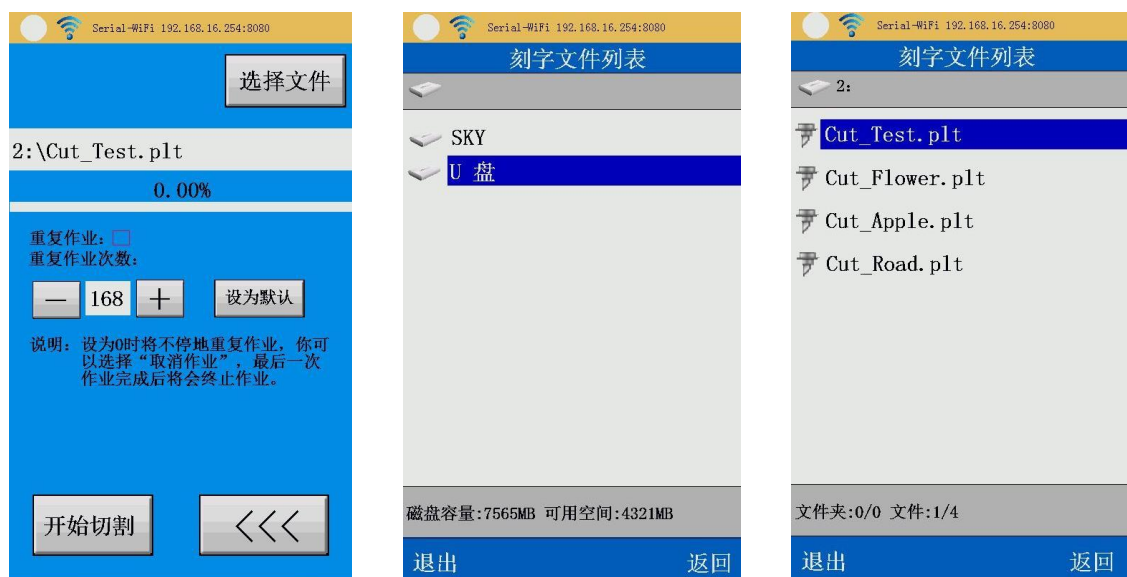 Serial-WiFi 192.168.16.254:8080
选择文件
2:\Cut_Test.plt
0.00%
重复作业:
重复作业次数:
— 168 + 设为默认
说明: 设为0时将不停地重复作业, 你可
以选择“取消作业”, 最后一次
作业完成后将会终止作业。
开始切割 <<<
Serial-WiFi 192.168.16.254:8080
刻字文件列表
SKY
U 盘
磁盘容量:7565MB 可用空间:4321MB
退出 返回
Serial-WiFi 192.168.16.254:8080
刻字文件列表
2:
Cut_Test.plt
Cut_Flower.plt
Cut_Apple.plt
Cut_Road.plt
文件夹:0/0 文件:1/4
退出 返回